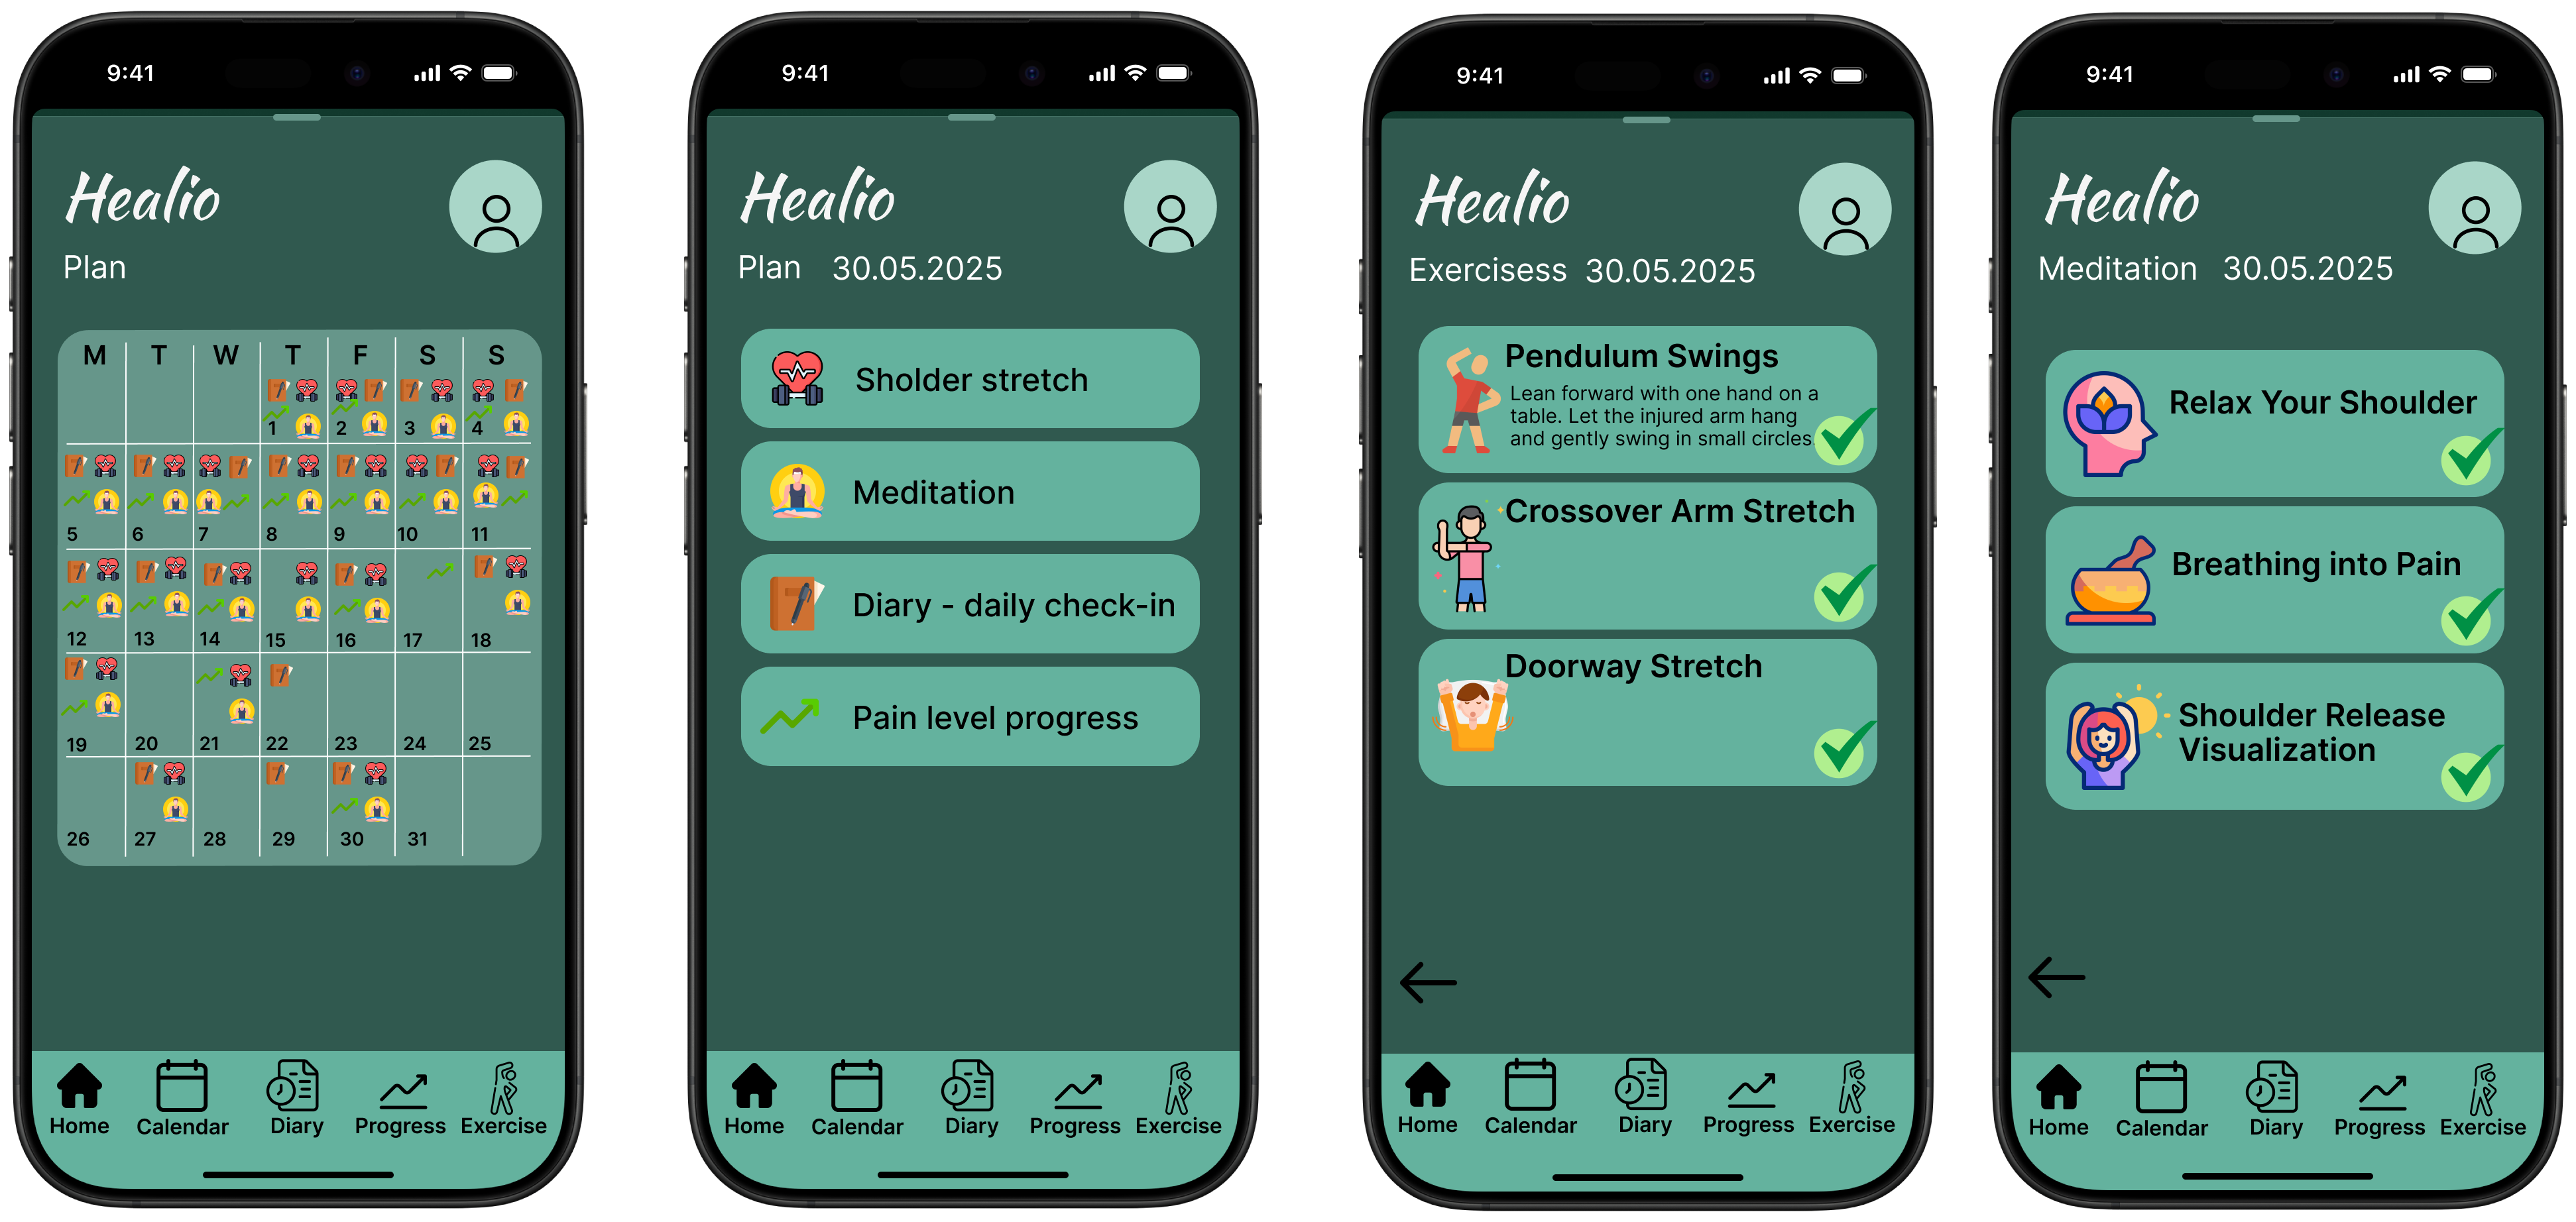 9:41
Healio
Plan
M T W T F S S
1 2 3 4
5 6 7 8 9 10 11
12 13 14 15 16 17 18
19 20 21 22 23 24 25
26 27 28 29 30 31
Home Calendar Diary Progress Exercise
9:41
Healio
Plan 30.05.2025
Sholder stretch
Meditation
Diary - daily check-in
Pain level progress
Home Calendar Diary Progress Exercise
9:41
Healio
Exercisess 30.05.2025
Pendulum Swings
Lean forward with one hand on a
table. Let the injured arm hang
and gently swing in small circles.
Crossover Arm Stretch
Doorway Stretch
Home Calendar Diary Progress Exercise
9:41
Healio
Meditation 30.05.2025
Relax Your Shoulder
Breathing into Pain
Shoulder Release
Visualization
Home Calendar Diary Progress Exercise